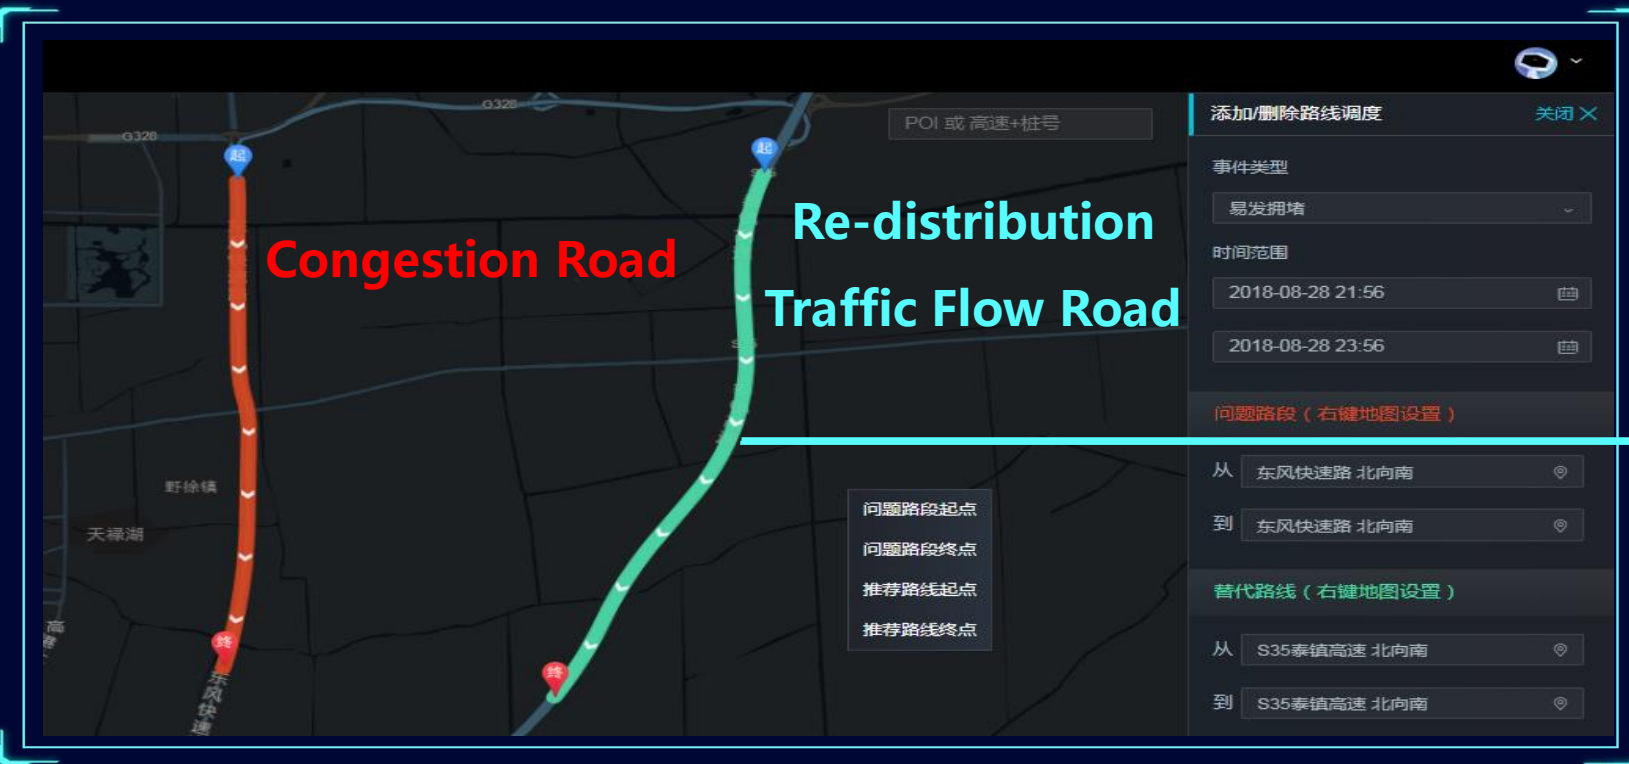 G328
G328
起
起
POI 或 高速+桩号
Congestion Road
Re-distribution
Traffic Flow Road
野徐镇
天禄湖
终
东风快速
终
问题路段起点
问题路段终点
推荐路线起点
推荐路线终点
添加/删除路线调度
关闭
事件类型
易发拥堵
时间范围
2018-08-28 21:56
2018-08-28 23:56
问题路段（右键地图设置）
从 东风快速路 北向南
到 东风快速路 北向南
替代路线（右键地图设置）
从 S35泰镇高速 北向南
到 S35泰镇高速 北向南